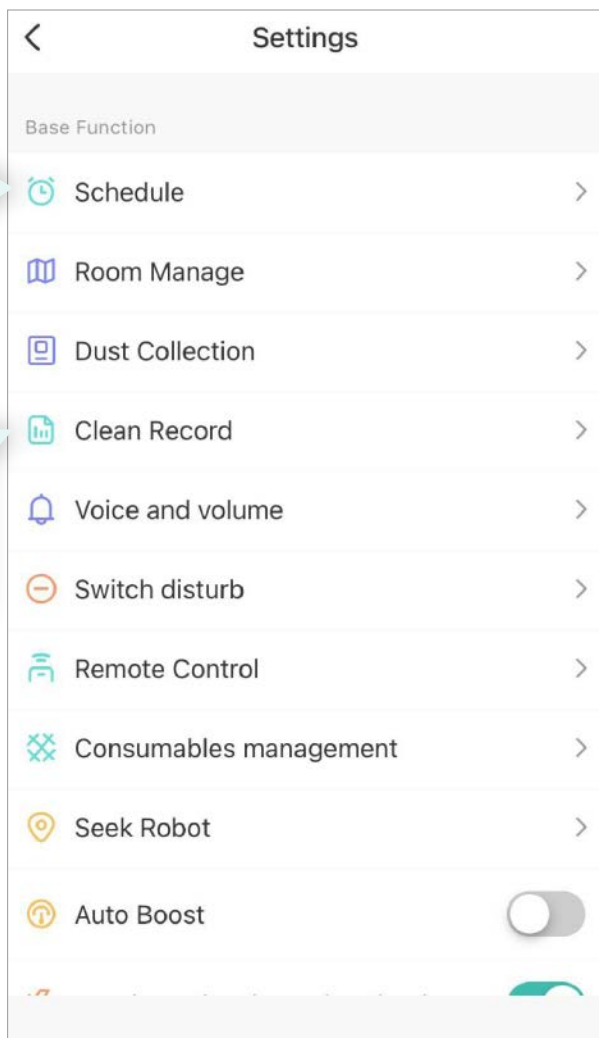 Settings
Base Function
Schedule
Room Manage
Dust Collection
Clean Record
Voice and volume
Switch disturb
Remote Control
Consumables management
Seek Robot
Auto Boost